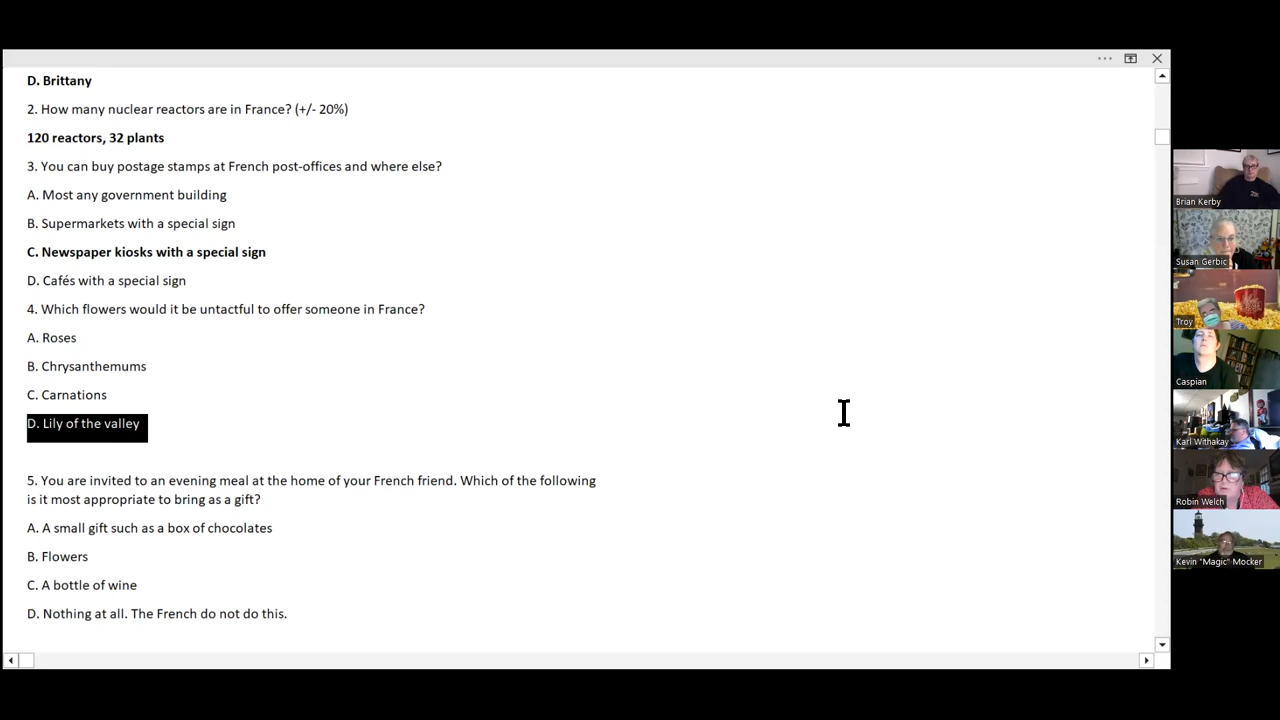 D. Brittany
2. How many nuclear reactors are in France? (+/- 20%)
120 reactors, 32 plants
3. You can buy postage stamps at French post-offices and where else?
A. Most any government building
B. Supermarkets with a special sign
C. Newspaper kiosks with a special sign
D. Cafés with a special sign
4. Which flowers would it be untactful to offer someone in France?
A. Roses
B. Chrysanthemums
C. Carnations
D. Lily of the valley
5. You are invited to an evening meal at the home of your French friend. Which of the following
is it most appropriate to bring as a gift?
A. A small gift such as a box of chocolates
B. Flowers
C. A bottle of wine
D. Nothing at all. The French do not do this.
Brian Kerby
Susan Gerbic
Troy
Caspian
Karl Withakay
Robin Welch
Kevin "Magic" Mocker